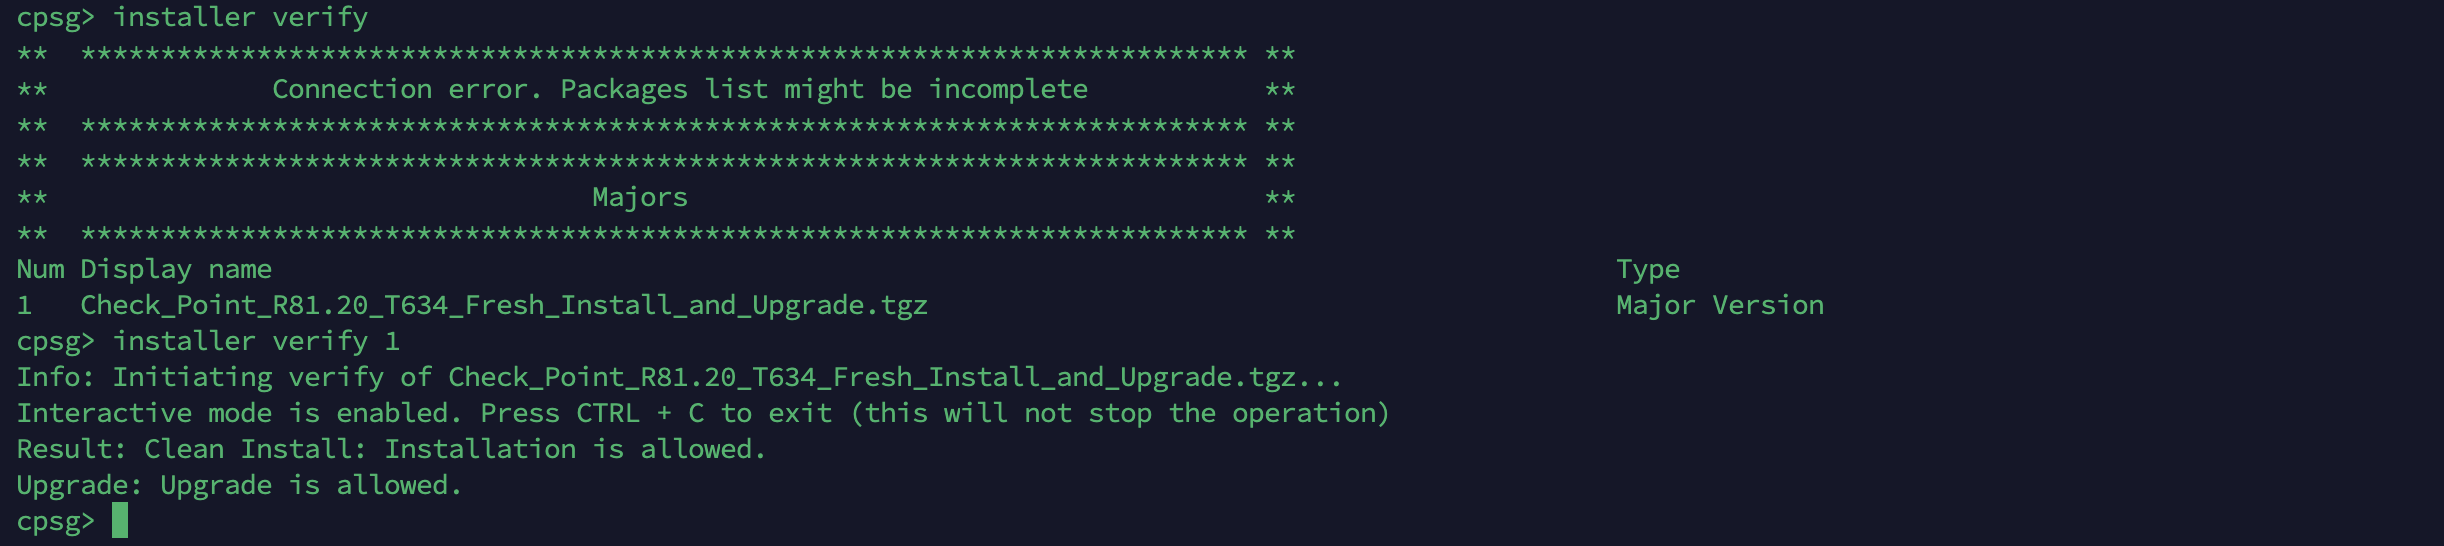 cpsg> installer verify
** ************************************************************************* **
** Connection error. Packages list might be incomplete **
** ************************************************************************* **
** ************************************************************************* **
** Majors **
** ************************************************************************* **
Num Display name Type
1 Check_Point_R81.20_T634_Fresh_Install_and_Upgrade.tgz Major Version
cpsg> installer verify 1
Info: Initiating verify of Check_Point_R81.20_T634_Fresh_Install_and_Upgrade.tgz...
Interactive mode is enabled. Press CTRL + C to exit (this will not stop the operation)
Result: Clean Install: Installation is allowed.
Upgrade: Upgrade is allowed.
cpsg>